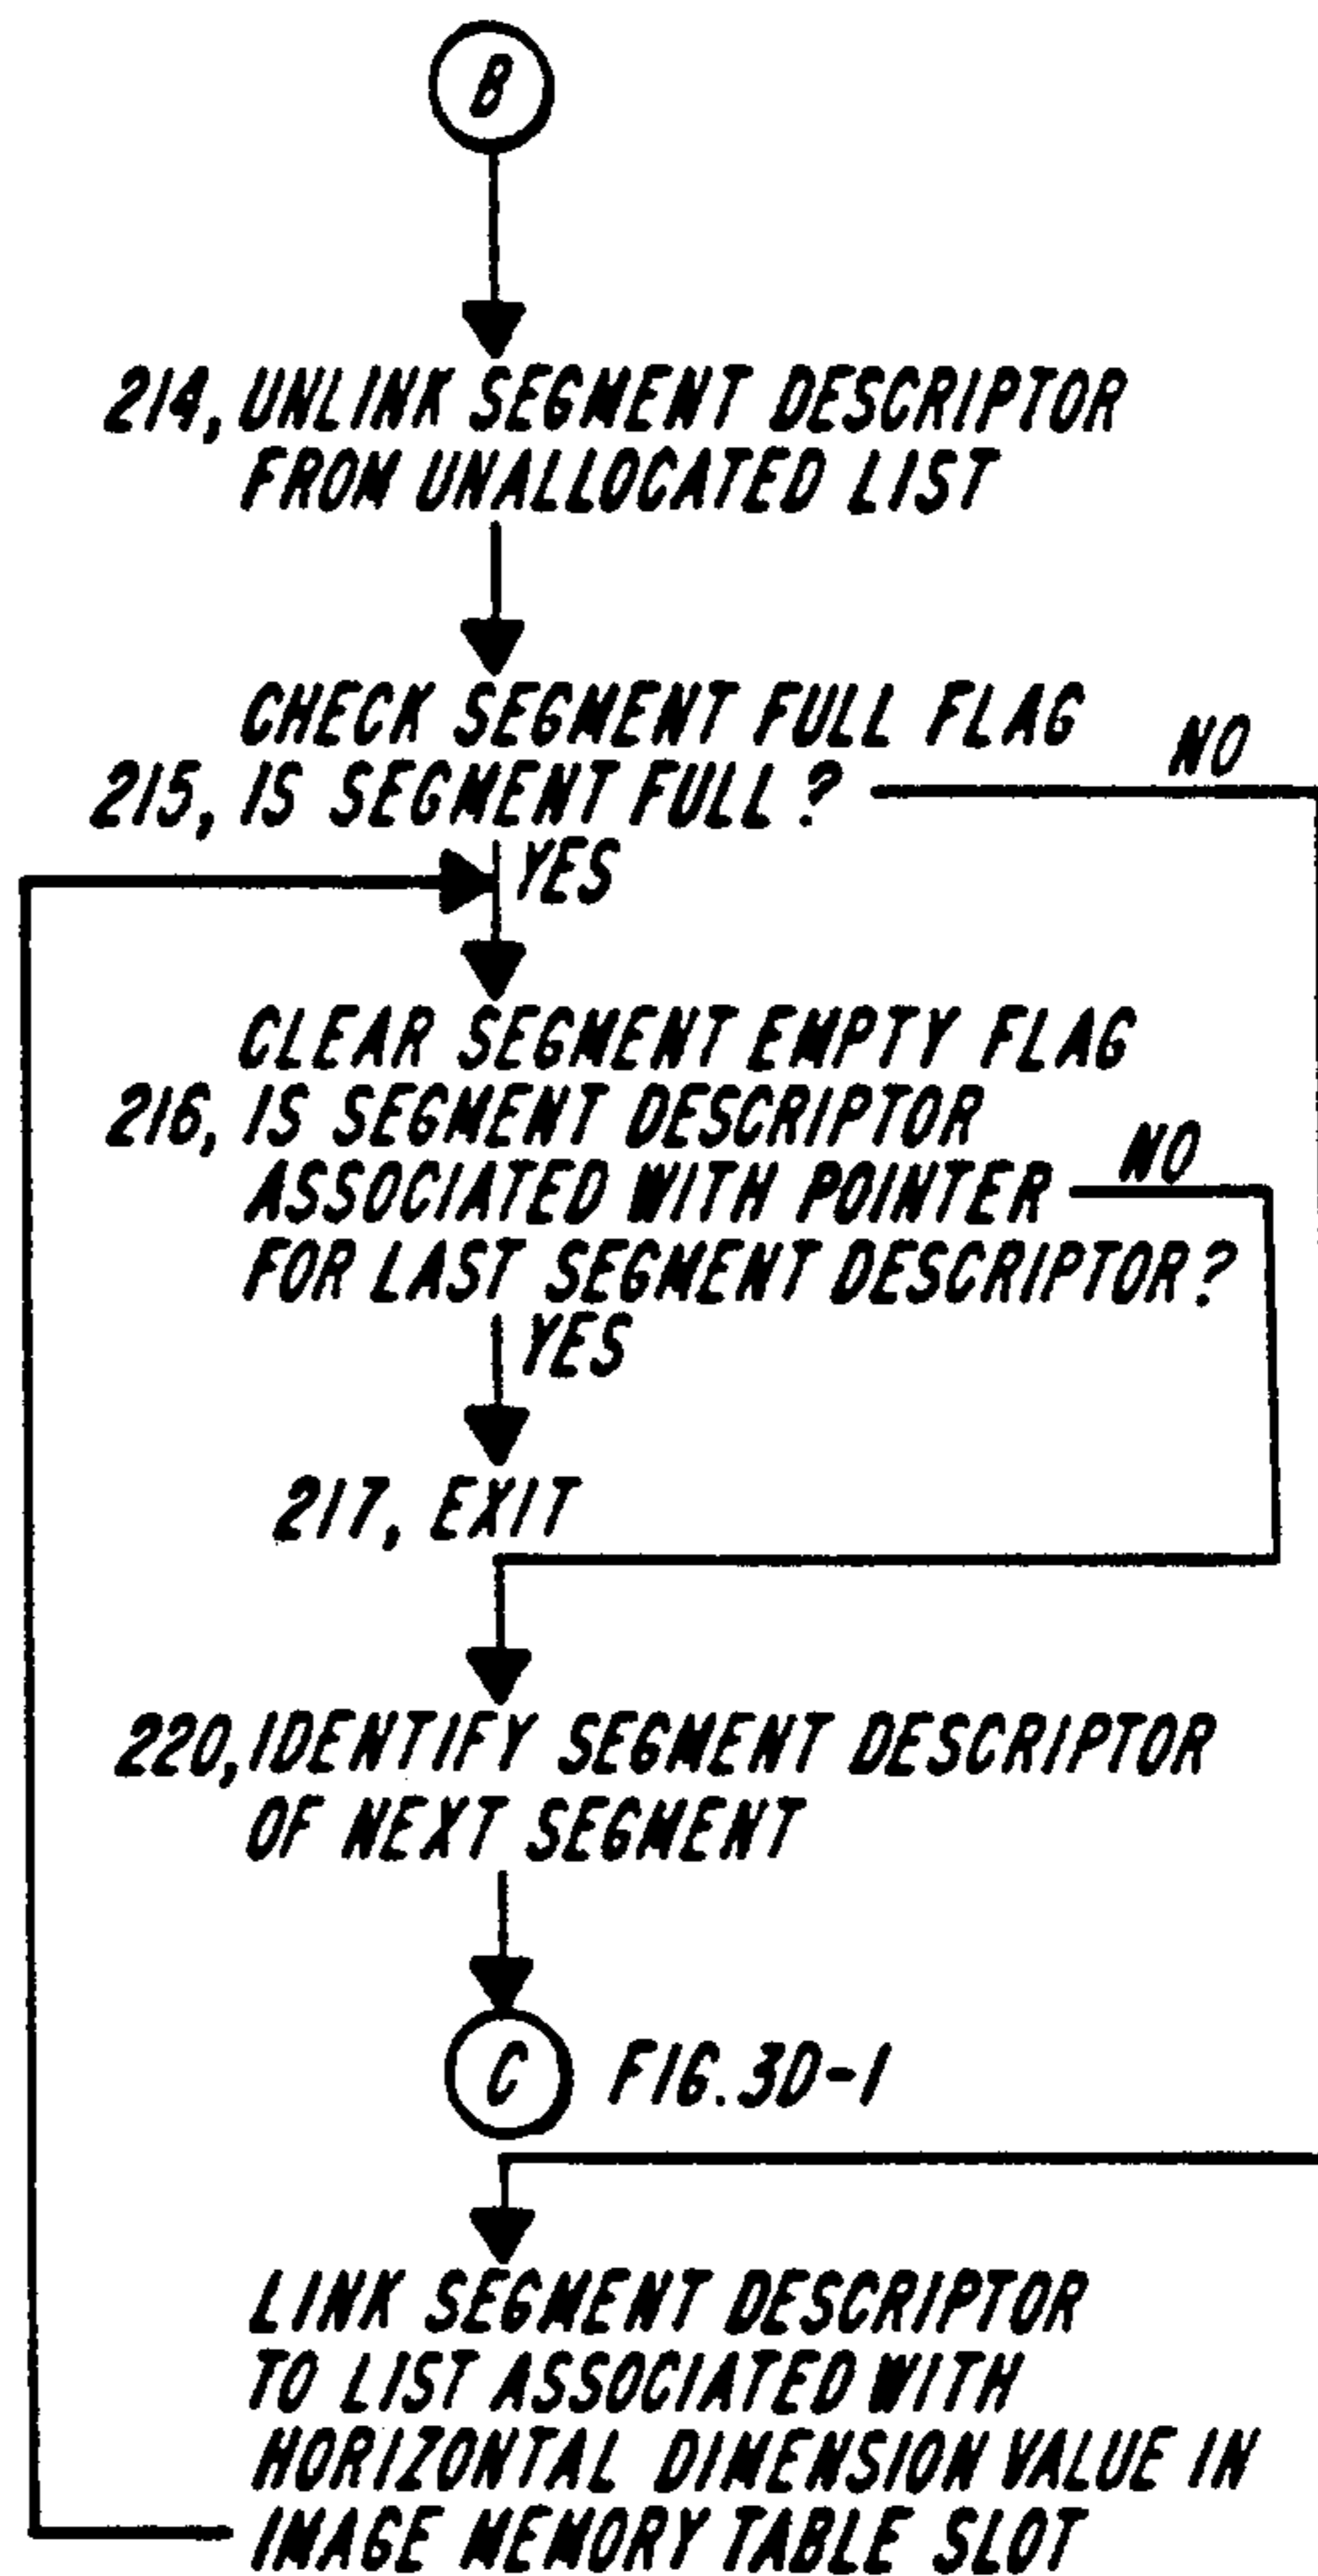 B
214, UNLINK SEGMENT DESCRIPTOR
FROM UNALLOCATED LIST
CHECK SEGMENT FULL FLAG
NO
215, IS SEGMENT FULL?
YES
CLEAR SEGMENT EMPTY FLAG
216, IS SEGMENT DESCRIPTOR
ASSOCIATED WITH POINTER
NO
FOR LAST SEGMENT DESCRIPTOR?
YES
217, EXIT
220, IDENTIFY SEGMENT DESCRIPTOR
OF NEXT SEGMENT
C FIG. 3D-1
LINK SEGMENT DESCRIPTOR
TO LIST ASSOCIATED WITH
HORIZONTAL DIMENSION VALUE IN
IMAGE MEMORY TABLE SLOT